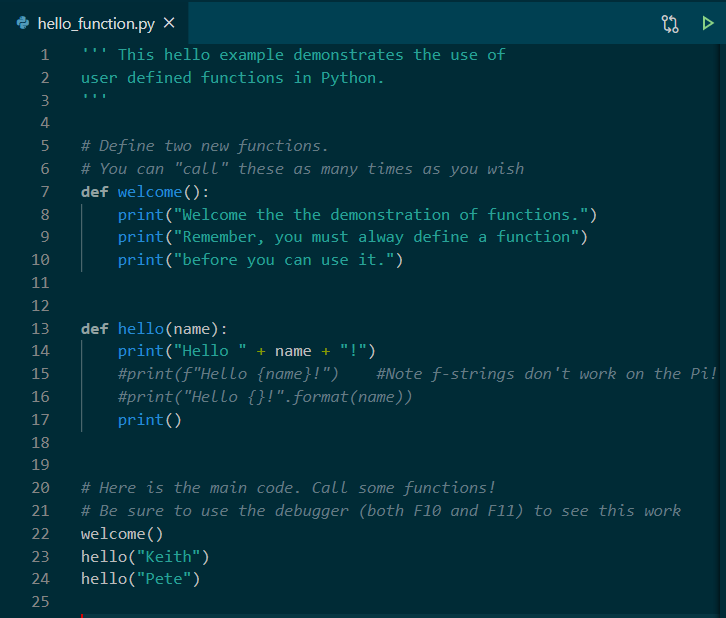 hello_function.py ×
1 ''' This hello example demonstrates the use of
2 user defined functions in Python.
3 '''
4
5 # Define two new functions.
6 # You can "call" these as many times as you wish
7 def welcome():
8     print("Welcome the the demonstration of functions.")
9     print("Remember, you must alway define a function")
10     print("before you can use it.")
11
12
13 def hello(name):
14     print("Hello " + name + "!")
15     #print(f"Hello {name}!")    #Note f-strings don't work on the Pi!
16     #print("Hello {}!".format(name))
17     print()
18
19
20 # Here is the main code. Call some functions!
21 # Be sure to use the debugger (both F10 and F11) to see this work
22 welcome()
23 hello("Keith")
24 hello("Pete")
25